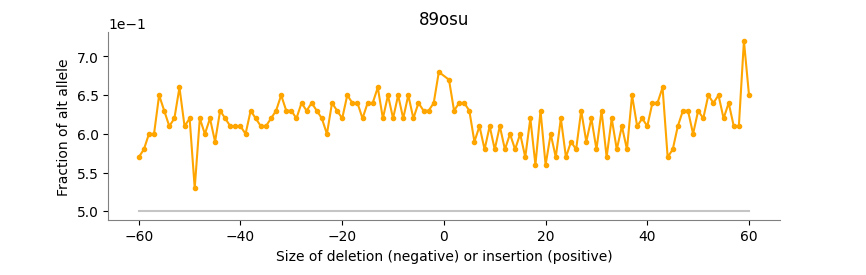 89osu
1e−1
7.0
6.5
6.0
5.5
5.0
Fraction of alt allele
−60 −40 −20 0 20 40 60
Size of deletion (negative) or insertion (positive)